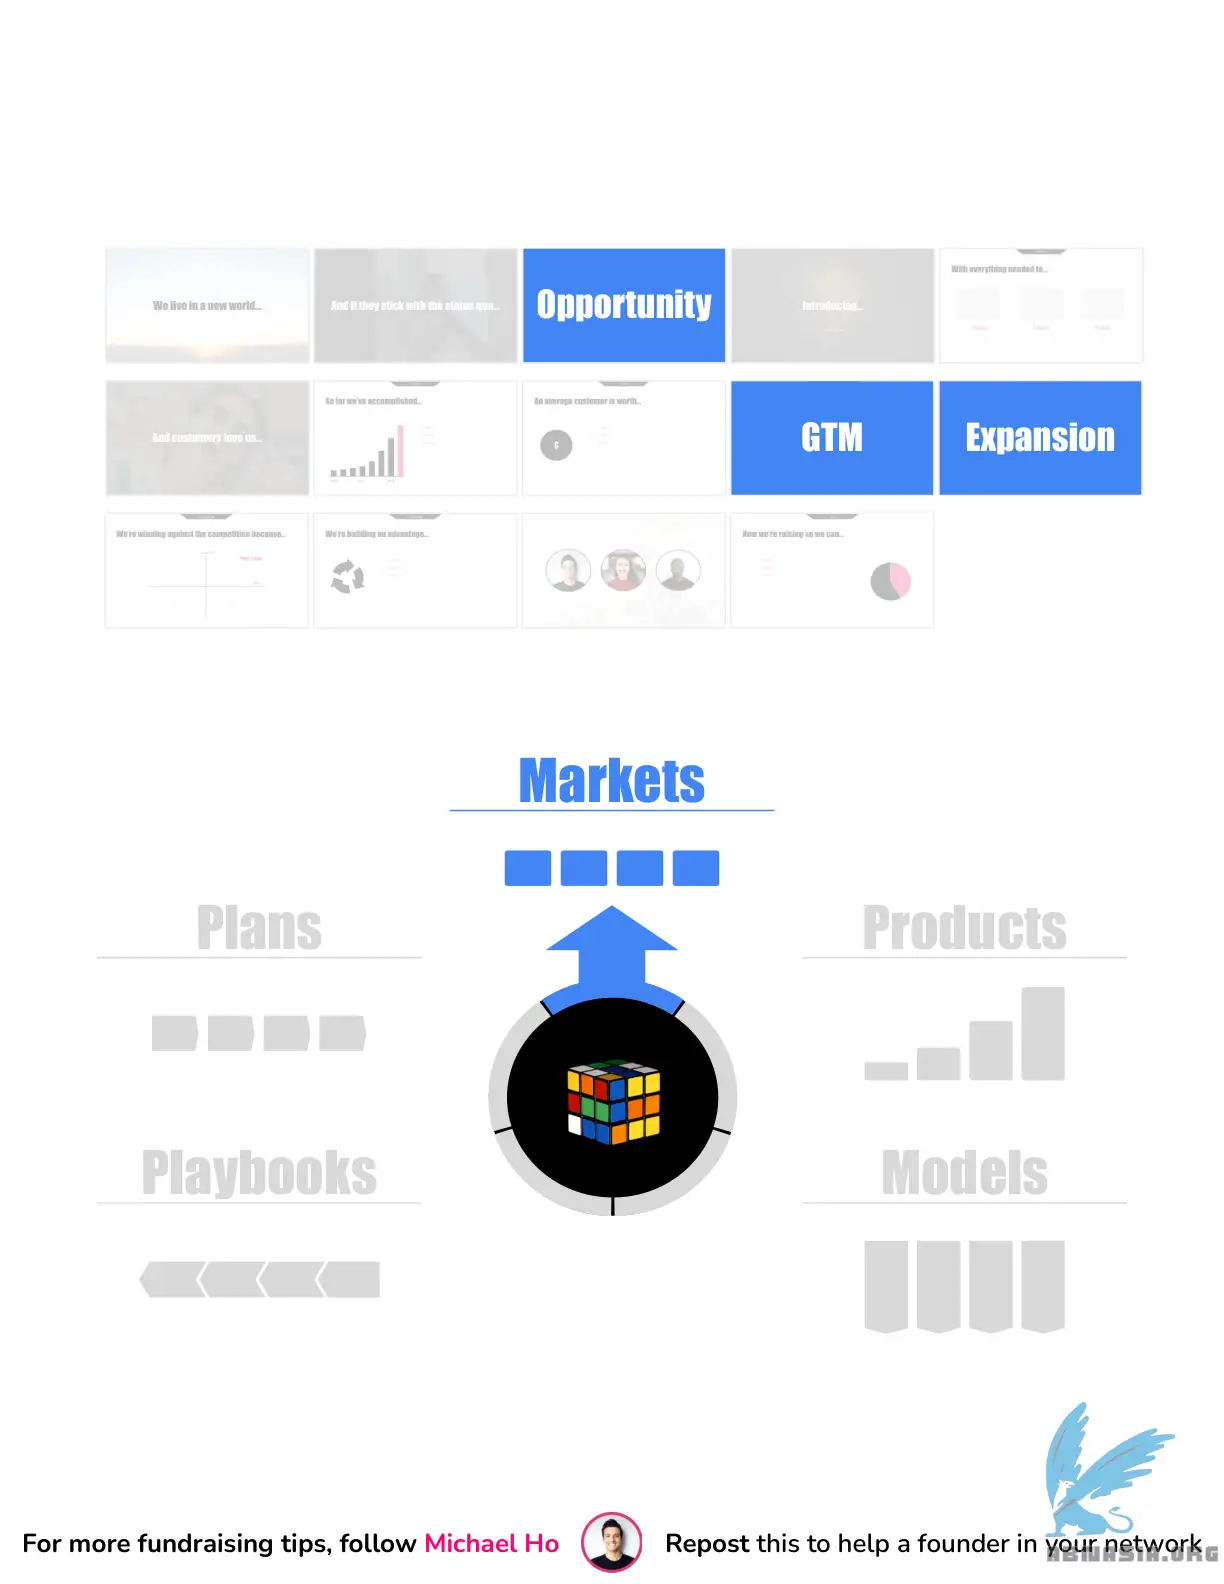 We live in a new world...
And if they stick with the status quo...
Opportunity
Introducing...
With everything needed to...
And customers love us...
So far we've accomplished...
An average customer is worth...
$
GTM
Expansion
We're winning against the competition because...
We're building an advantage...
Now we're raising so we can...
Markets
Plans
Products
Playbooks
Models
For more fundraising tips, follow Michael Ho
Repost this to help a founder in your network
ABNASIA.ORG